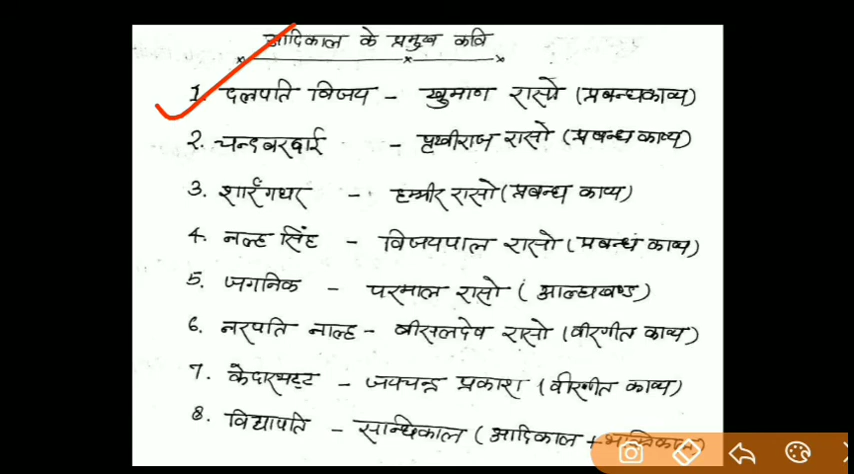 आदिकाल के प्रमुख कवि
1. दलपति विजय - खुमाण रासो (प्रबन्धकाव्य)
2. चन्दबरदाई - पृथ्वीराज रासो (प्रबन्ध काव्य)
3. शारंगधर - हम्मीर रासो (प्रबन्ध काव्य)
4. नल्ह सिंह - विजयपाल रासो (प्रबन्ध काव्य)
5. जगनिक - परमाल रासो ( आल्हाखण्ड )
6. नरपति नाल्ह - बीसलदेव रासो (वीरगीत काव्य)
7. केदारभट्ट - जयचन्द्र प्रकाश (वीरगीत काव्य)
8. विद्यापति - सन्धिकाल ( आदिकाल + भक्तिकाल)